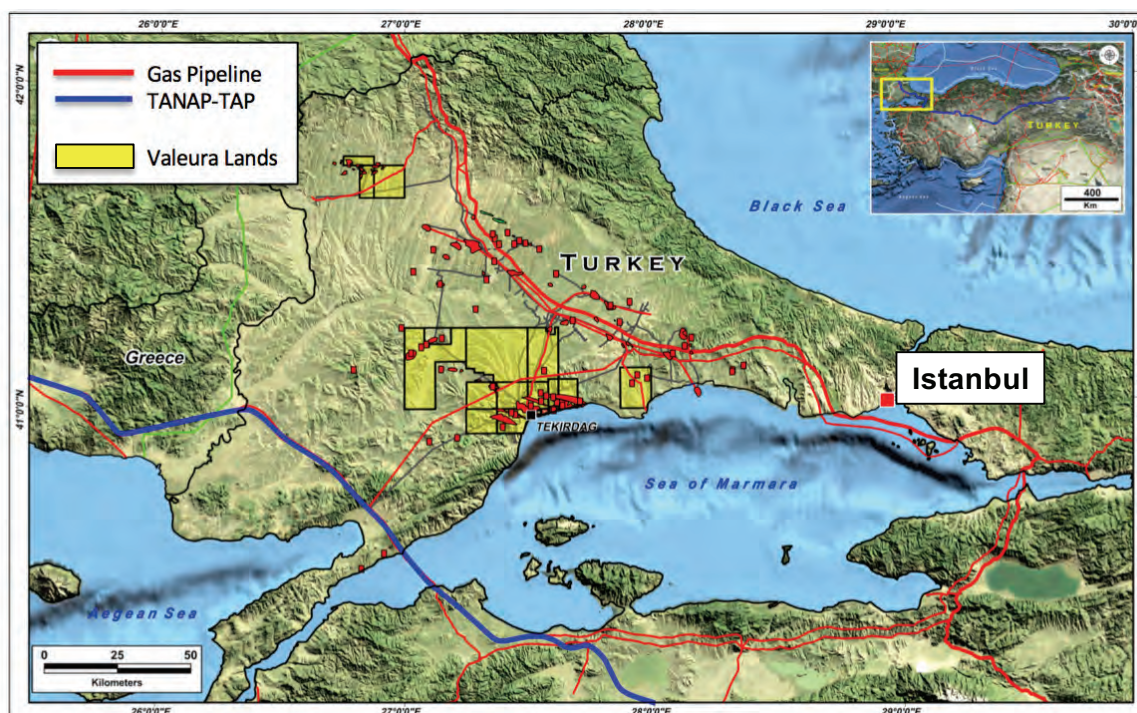 26°0'0"E
27°0'0"E
28°0'0"E
29°0'0"E
30°0'0"E
42°0'0"N
41°0'0"N
Gas Pipeline
TANAP-TAP
Valeura Lands
Black Sea
TURKEY
400
Km
Black Sea
TURKEY
Greece
Istanbul
TEKIRDAG
Sea of Marmara
Aegean Sea
0 25 50
Kilometers
26°0'0"E
27°0'0"E
28°0'0"E
29°0'0"E